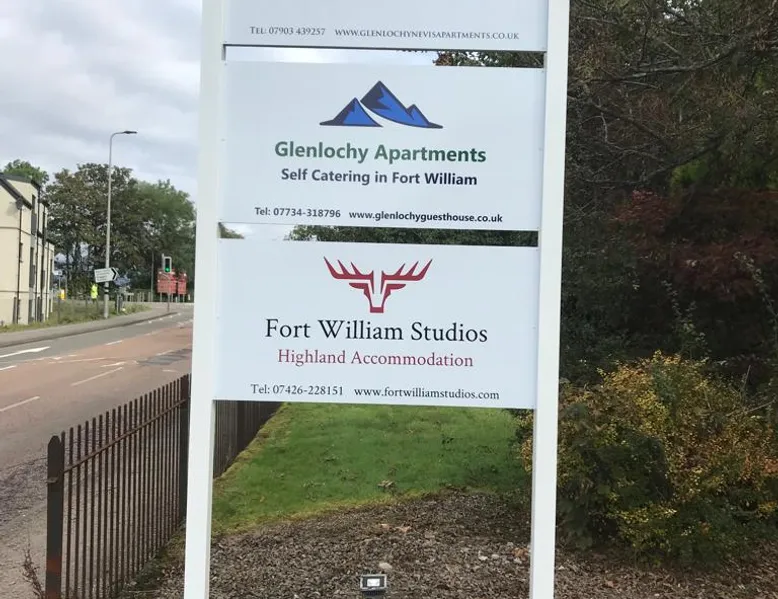 Tel: 07903 439257 www.glenlochynevisapartments.co.uk
Glenlochy Apartments
Self Catering in Fort William
Tel: 07734-318796 www.glenlochyguesthouse.co.uk
Fort William Studios
Highland Accommodation
Tel: 07426-228151 www.fortwilliamstudios.com